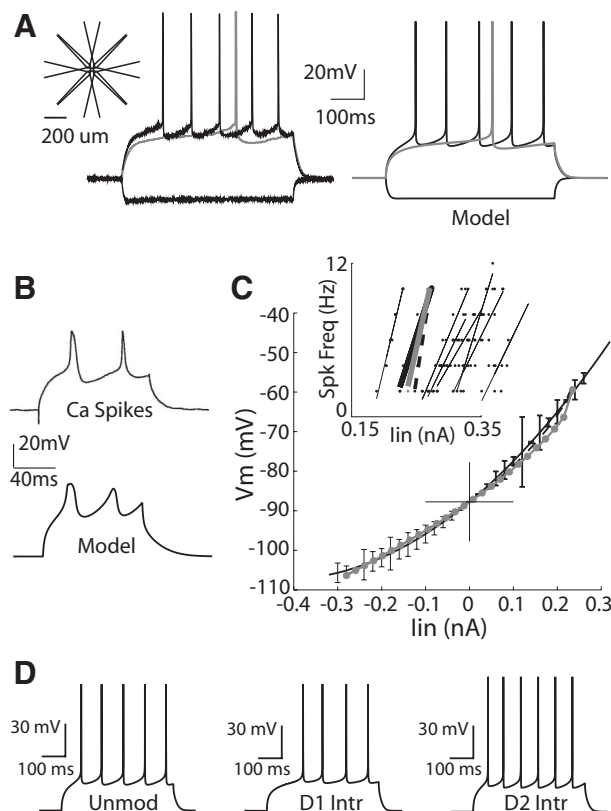 A
200 um
20mV
100ms
Model
B
Ca Spikes
20mV
40ms
Model
C
Spk Freq (Hz)
12
0
0.15
0.35
Iin (nA)
Vm (mV)
-40
-50
-60
-70
-80
-90
-100
-110
-0.4 -0.3 -0.2 -0.1 0 0.1 0.2 0.3
Iin (nA)
D
30 mV
100 ms
Unmod
30 mV
100 ms
D1 Intr
30 mV
100 ms
D2 Intr